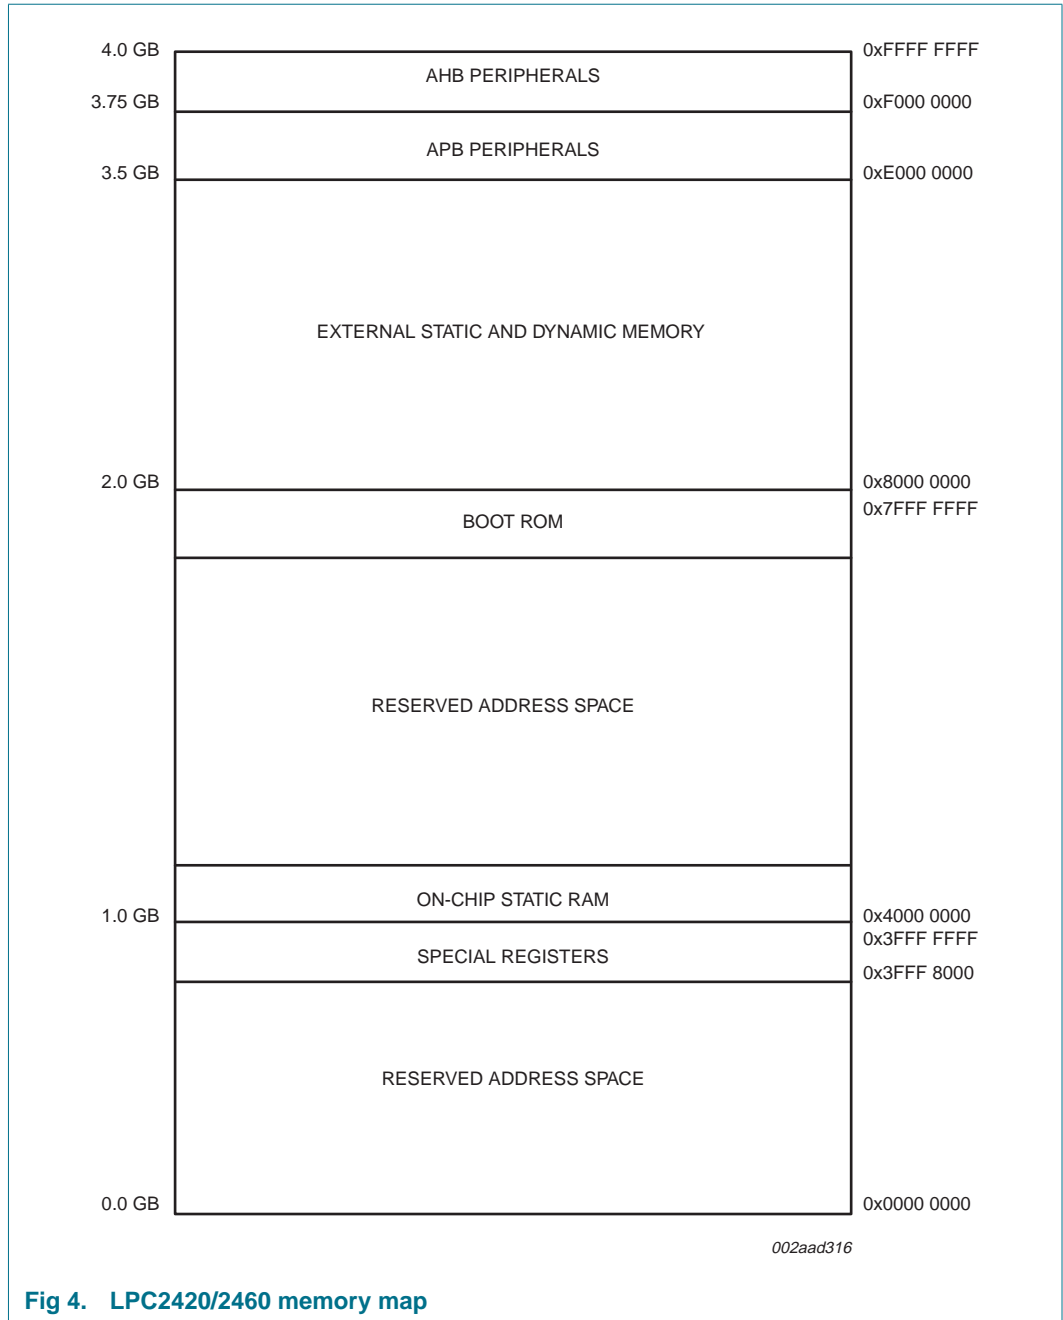 4.0 GB 0xFFFF FFFF
AHB PERIPHERALS
3.75 GB 0xF000 0000
APB PERIPHERALS
3.5 GB 0xE000 0000
EXTERNAL STATIC AND DYNAMIC MEMORY
2.0 GB 0x8000 0000
0x7FFF FFFF
BOOT ROM
RESERVED ADDRESS SPACE
ON-CHIP STATIC RAM
1.0 GB 0x4000 0000
0x3FFF FFFF
SPECIAL REGISTERS
0x3FFF 8000
RESERVED ADDRESS SPACE
0.0 GB 0x0000 0000
002aad316
Fig 4. LPC2420/2460 memory map